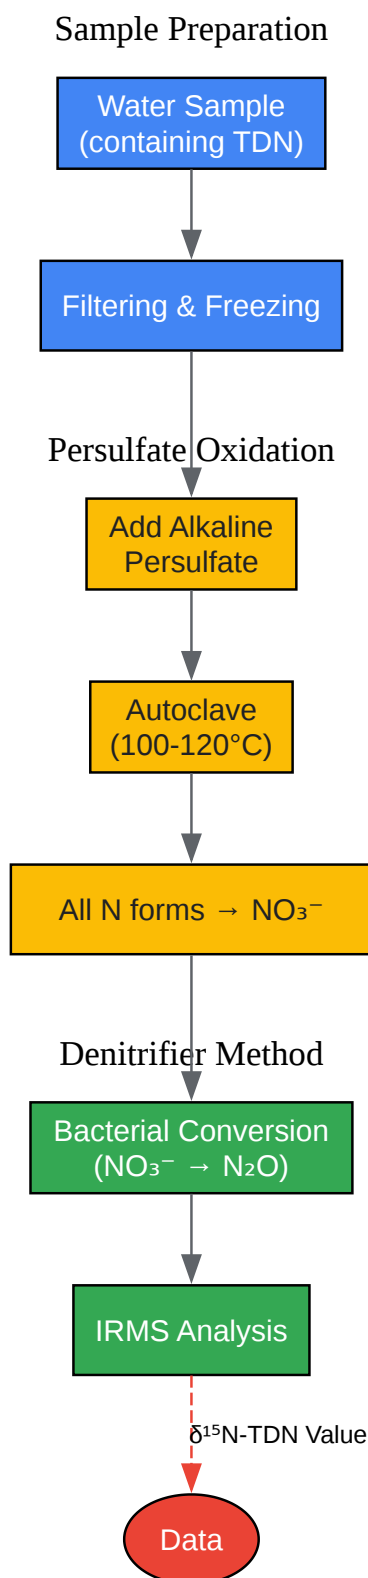 Sample Preparation
Water Sample
(containing TDN)
Filtering & Freezing
Persulfate Oxidation
Add Alkaline
Persulfate
Autoclave
(100-120°C)
All N forms → NO₃⁻
Denitrifier Method
Bacterial Conversion
(NO₃⁻ → N₂O)
IRMS Analysis
δ¹⁵N-TDN Value
Data